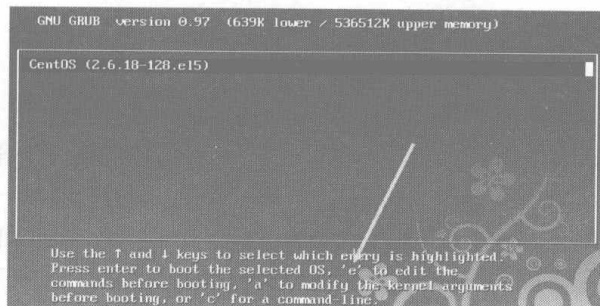 GNU GRUB version 0.97 (639K lower / 536512K upper memory)
CentOS (2.6.18-128.el5)
Use the ↑ and ↓ keys to select which entry is highlighted.
Press enter to boot the selected OS, 'e' to edit the
commands before booting, 'a' to modify the kernel arguments
before booting, or 'c' for a command-line.